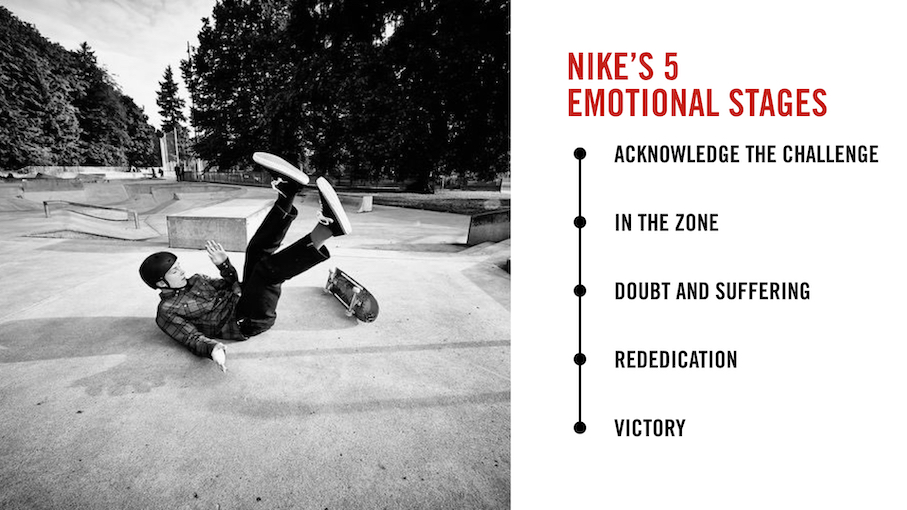 NIKE'S 5
EMOTIONAL STAGES
ACKNOWLEDGE THE CHALLENGE
IN THE ZONE
DOUBT AND SUFFERING
REDEDICATION
VICTORY